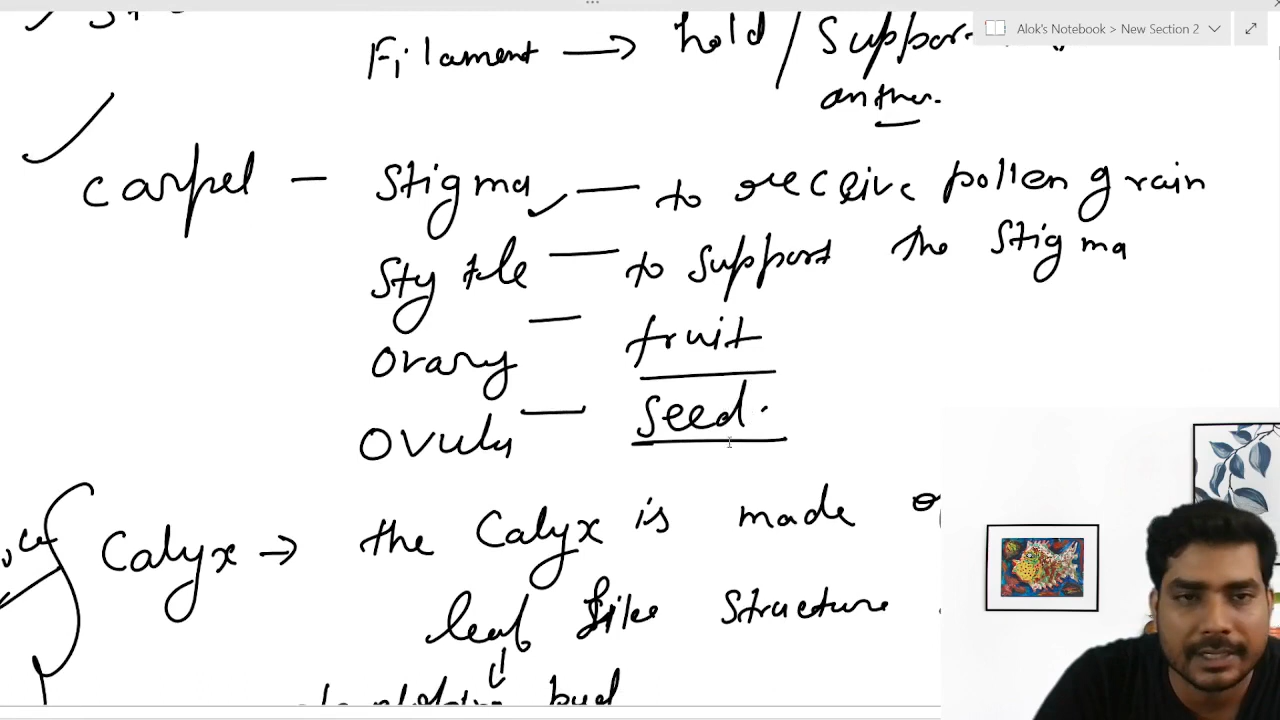 Alok's Notebook > New Section 2
Filament → hold / Support
anther.
Carpel - Stigma — to receive pollen grain
Style — to support the Stigma
Ovary — fruit
Ovule — Seed.
Calyx → the Calyx is made
leaf like Structure
bud